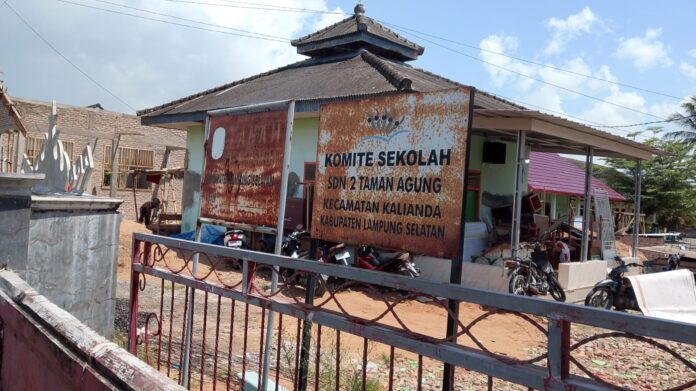 KOMITE SEKOLAH
SDN 2 TAMAN AGUNG
KECAMATAN KALIANDA
KABUPATEN LAMPUNG SELATAN